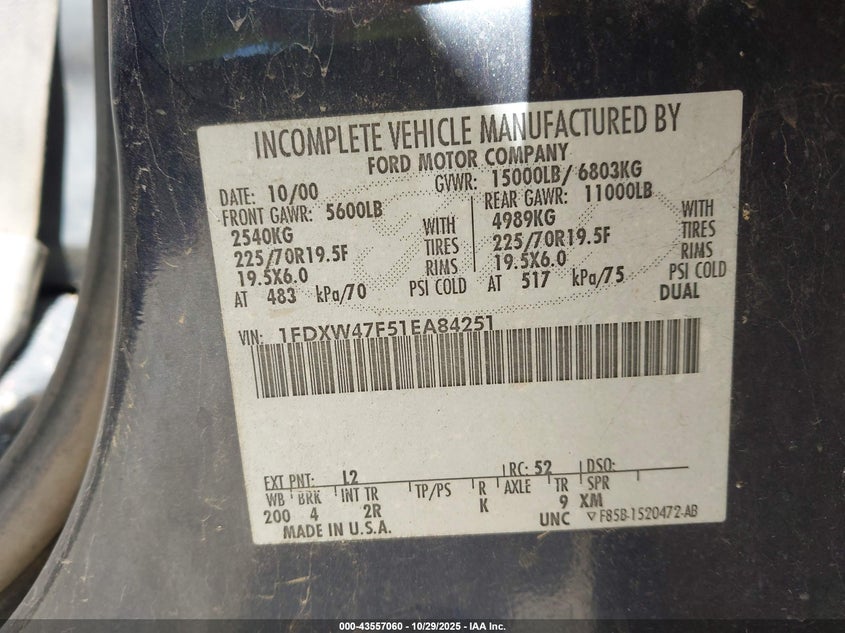 INCOMPLETE VEHICLE MANUFACTURED BY
FORD MOTOR COMPANY
DATE: 10/00 GVWR: 15000LB/ 6803KG
FRONT GAWR: 5600LB REAR GAWR: 11000LB
2540KG WITH 4989KG WITH
225/70R19.5F TIRES 225/70R19.5F TIRES
19.5X6.0 RIMS 19.5X6.0 RIMS
AT 483 kPa/70 PSI COLD AT 517 kPa/75 PSI COLD
DUAL
VIN: 1FDXW47F51EA84251
EXT PNT: L2 RC: 52 DSO:
WB BRK INT TR TP/PS R AXLE TR SPR
200 4 2R K 9 XM
MADE IN U.S.A. UNC ▽ F85B-1520472-AB
000-43557060 - 10/29/2025 - IAA Inc.